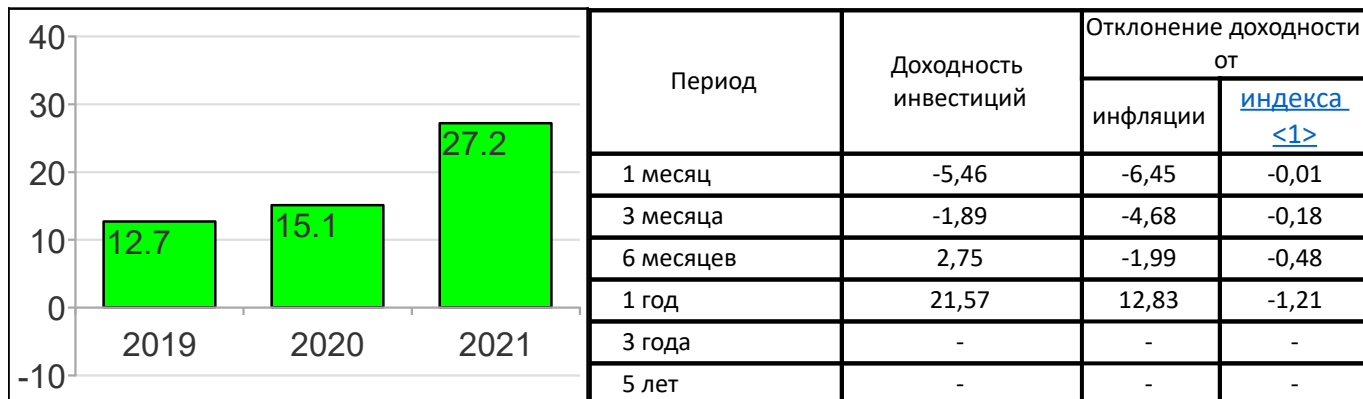 40
30
20
10
0
-10
12.7
15.1
27.2
2019 2020 2021
Период
Доходность
инвестиций
Отклонение доходности
от
инфляции
индекса
<1>
1 месяц -5,46 -6,45 -0,01
3 месяца -1,89 -4,68 -0,18
6 месяцев 2,75 -1,99 -0,48
1 год 21,57 12,83 -1,21
3 года - - -
5 лет - - -